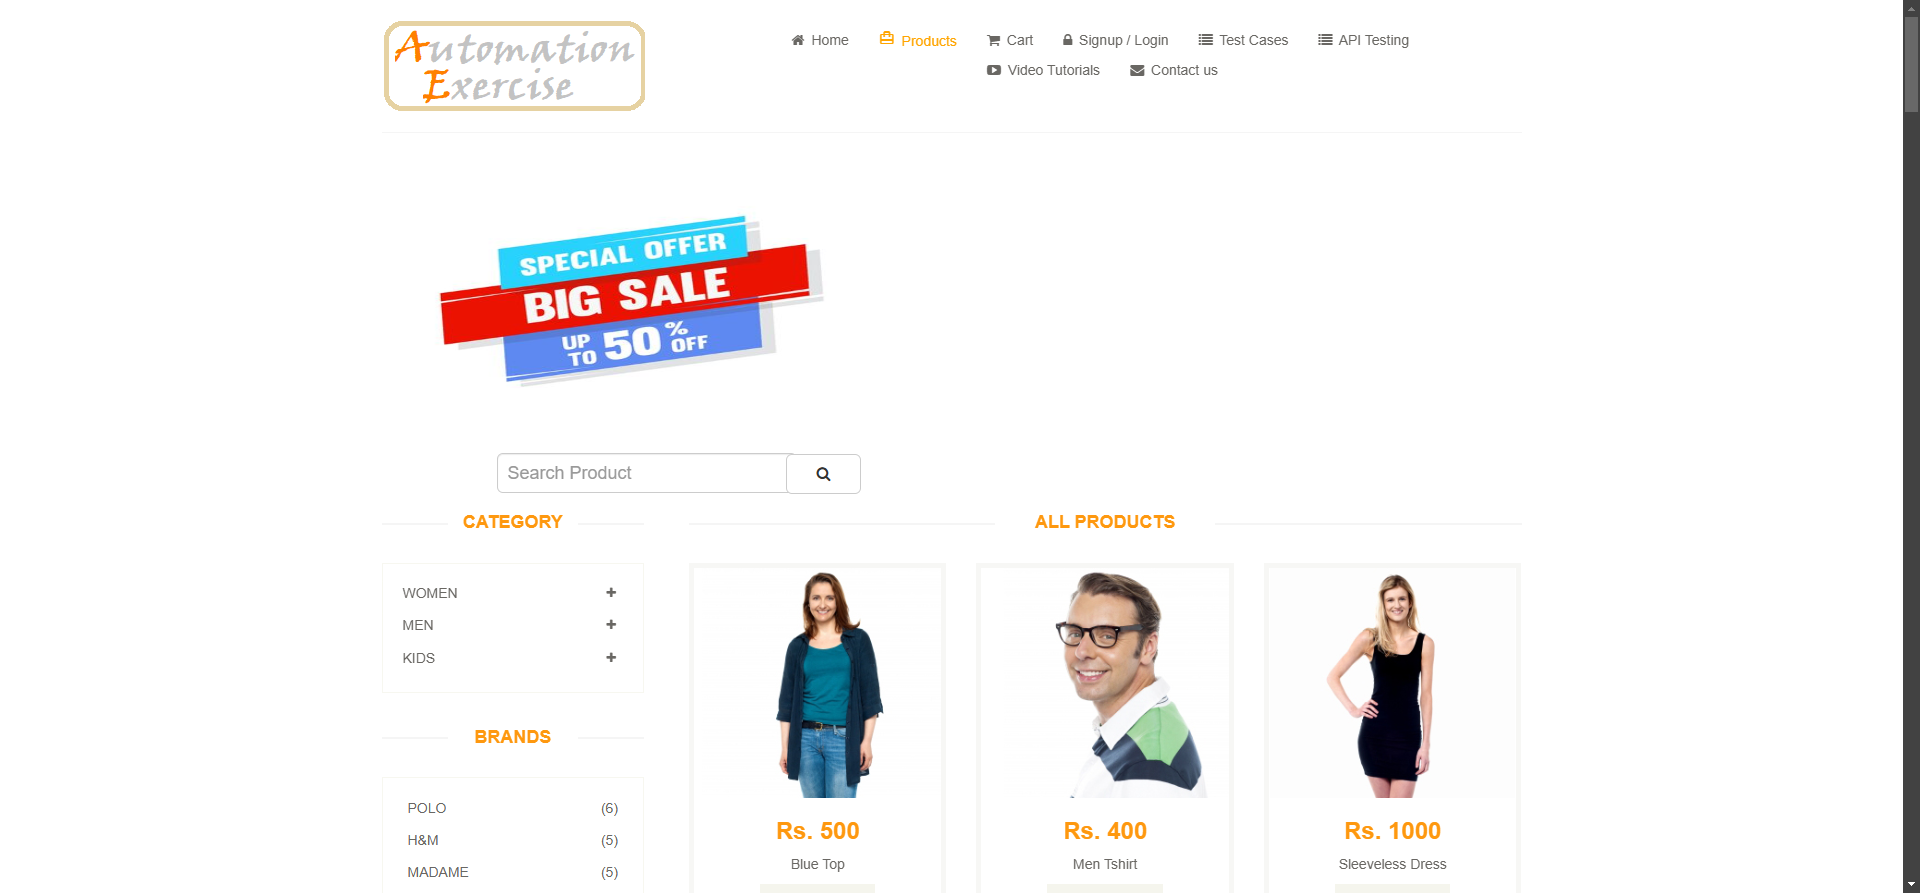 Automation
Exercise
Home
Products
Cart
Signup / Login
Test Cases
API Testing
Video Tutorials
Contact us
SPECIAL OFFER
BIG SALE
UP TO 50% OFF
Search Product
CATEGORY
WOMEN
MEN
KIDS
BRANDS
POLO (6)
H&M (5)
MADAME (5)
ALL PRODUCTS
Rs. 500
Blue Top
Rs. 400
Men Tshirt
Rs. 1000
Sleeveless Dress